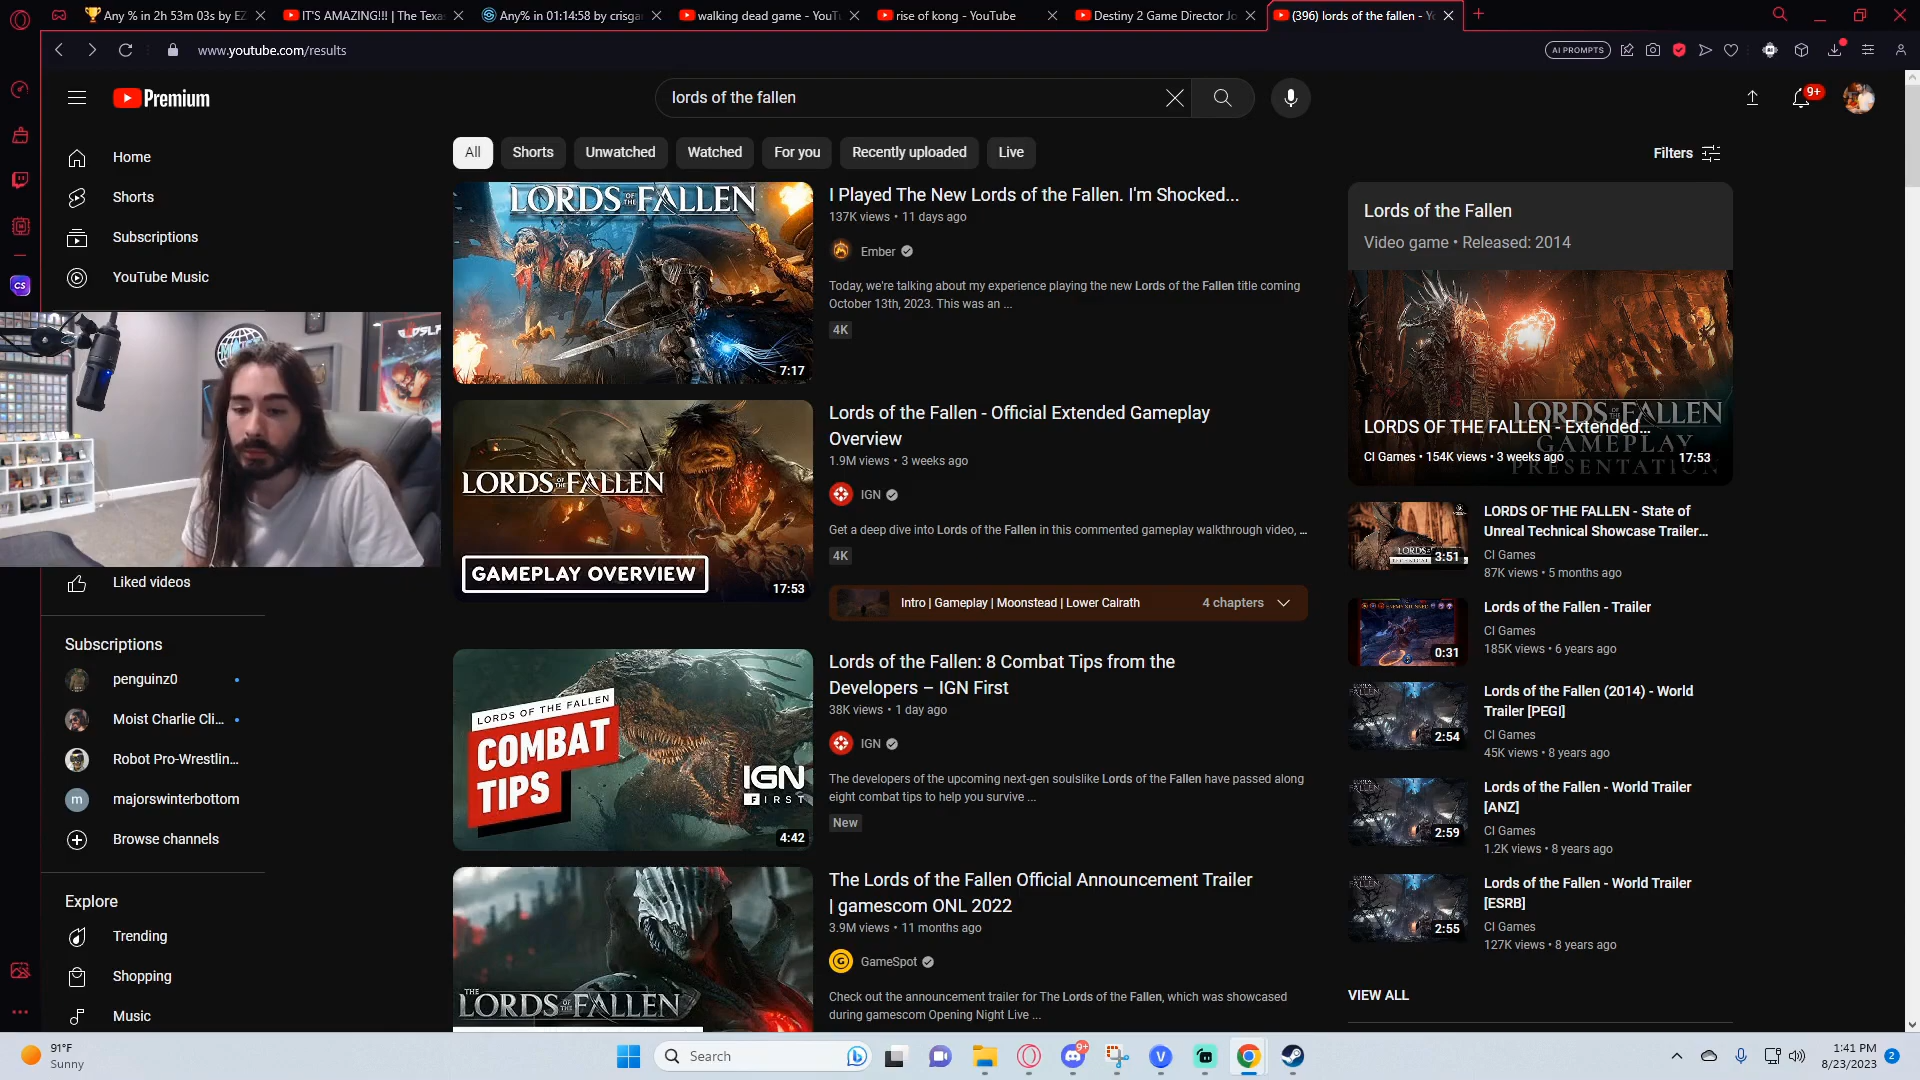 Any % in 2h 53m 03s by EZ
IT'S AMAZING!!! | The Texas
Any% in 01:14:58 by crisga
walking dead game - YouTu
rise of kong - YouTube
Destiny 2 Game Director Jo
(396) lords of the fallen - Yo
www.youtube.com/results
AI PROMPTS
Premium
lords of the fallen
9+
Home
Shorts
Subscriptions
YouTube Music
All
Shorts
Unwatched
Watched
For you
Recently uploaded
Live
Filters
LORDS OF THE FALLEN
7:17
I Played The New Lords of the Fallen. I'm Shocked...
137K views • 11 days ago
Ember
Today, we're talking about my experience playing the new Lords of the Fallen title coming
October 13th, 2023. This was an ...
4K
LORDS OF THE FALLEN
GAMEPLAY OVERVIEW
17:53
Lords of the Fallen - Official Extended Gameplay
Overview
1.9M views • 3 weeks ago
IGN
Get a deep dive into Lords of the Fallen in this commented gameplay walkthrough video, ...
4K
Intro | Gameplay | Moonstead | Lower Calrath
4 chapters
LORDS OF THE FALLEN
COMBAT
TIPS
IGN
FIRST
4:42
Lords of the Fallen: 8 Combat Tips from the
Developers – IGN First
38K views • 1 day ago
IGN
The developers of the upcoming next-gen soulslike Lords of the Fallen have passed along
eight combat tips to help you survive ...
New
THE
LORDS OF THE FALLEN
The Lords of the Fallen Official Announcement Trailer
| gamescom ONL 2022
3.9M views • 11 months ago
GameSpot
Check out the announcement trailer for The Lords of the Fallen, which was showcased
during gamescom Opening Night Live ...
Lords of the Fallen
Video game • Released: 2014
LORDS OF THE FALLEN
GAMEPLAY
PRESENTATION
LORDS OF THE FALLEN - Extended...
CI Games • 154K views • 3 weeks ago
17:53
3:51
LORDS OF THE FALLEN - State of
Unreal Technical Showcase Trailer...
CI Games
87K views • 5 months ago
0:31
Lords of the Fallen - Trailer
CI Games
185K views • 6 years ago
2:54
Lords of the Fallen (2014) - World
Trailer [PEGI]
CI Games
45K views • 8 years ago
2:59
Lords of the Fallen - World Trailer
[ANZ]
CI Games
1.2K views • 8 years ago
2:55
Lords of the Fallen - World Trailer
[ESRB]
CI Games
127K views • 8 years ago
VIEW ALL
Liked videos
Subscriptions
penguinz0
Moist Charlie Cli...
Robot Pro-Wrestlin...
m
majorswinterbottom
Browse channels
Explore
Trending
Shopping
Music
CS
91°F
Sunny
Search
9+
1:41 PM
8/23/2023
2